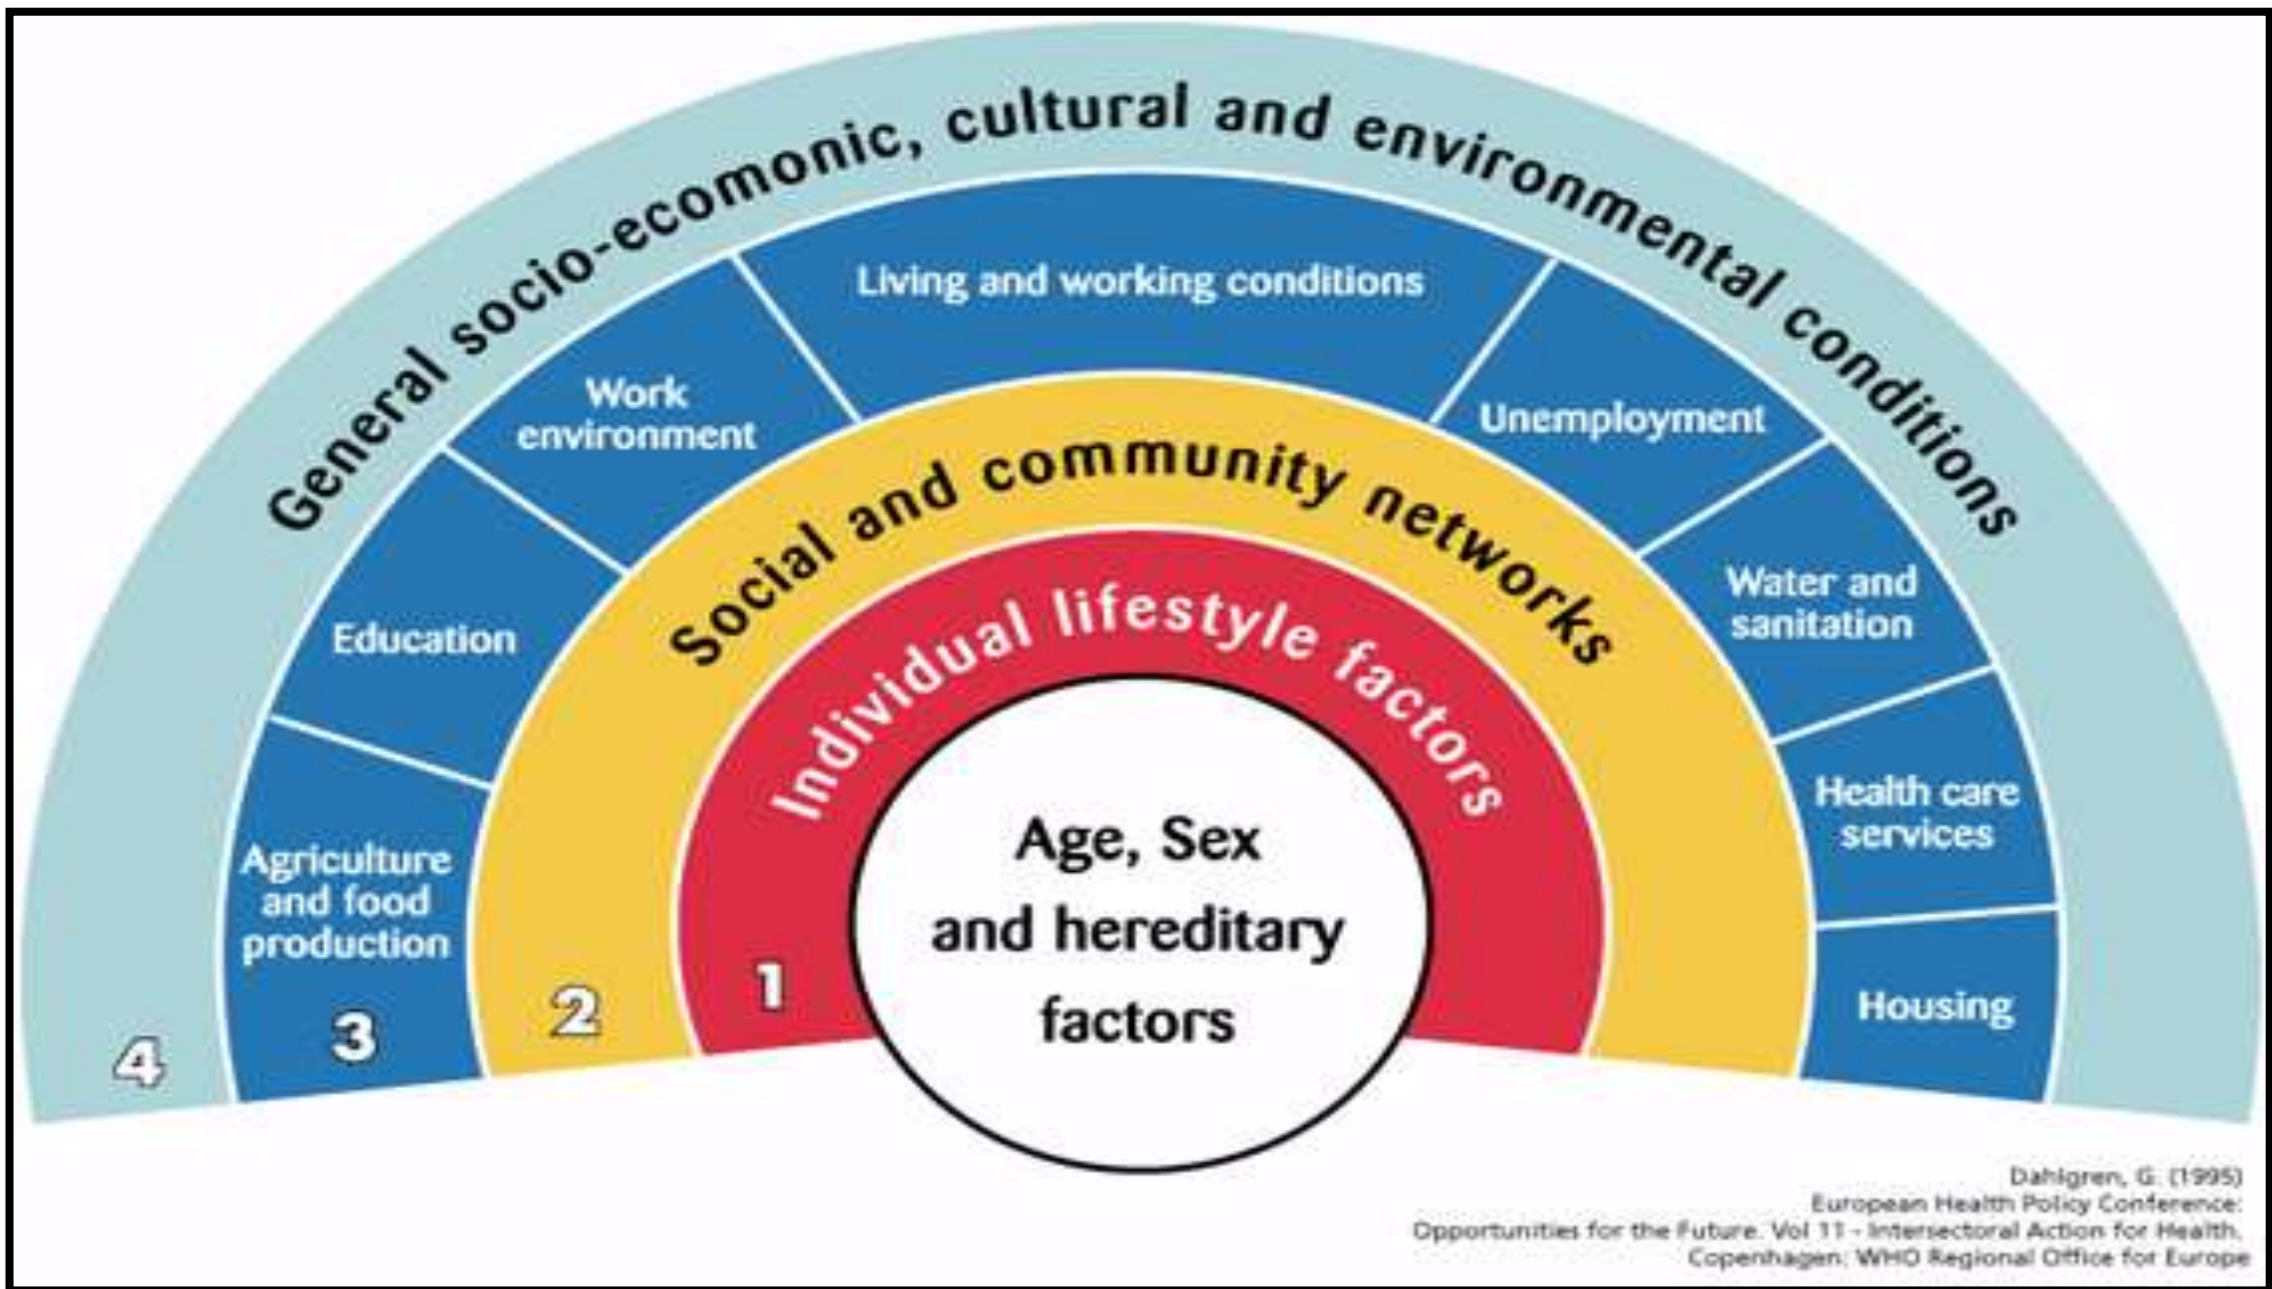 General socio-ecomonic, cultural and environmental conditions
Living and working conditions
Work
environment
Unemployment
Education
Water and
sanitation
Agriculture
and food
production
Health care
services
Housing
Social and community networks
Individual lifestyle factors
Age, Sex
and hereditary
factors
1
2
3
4
Dahlgren, G. (1995)
European Health Policy Conference:
Opportunities for the Future. Vol 11 - Intersectoral Action for Health.
Copenhagen: WHO Regional Office for Europe